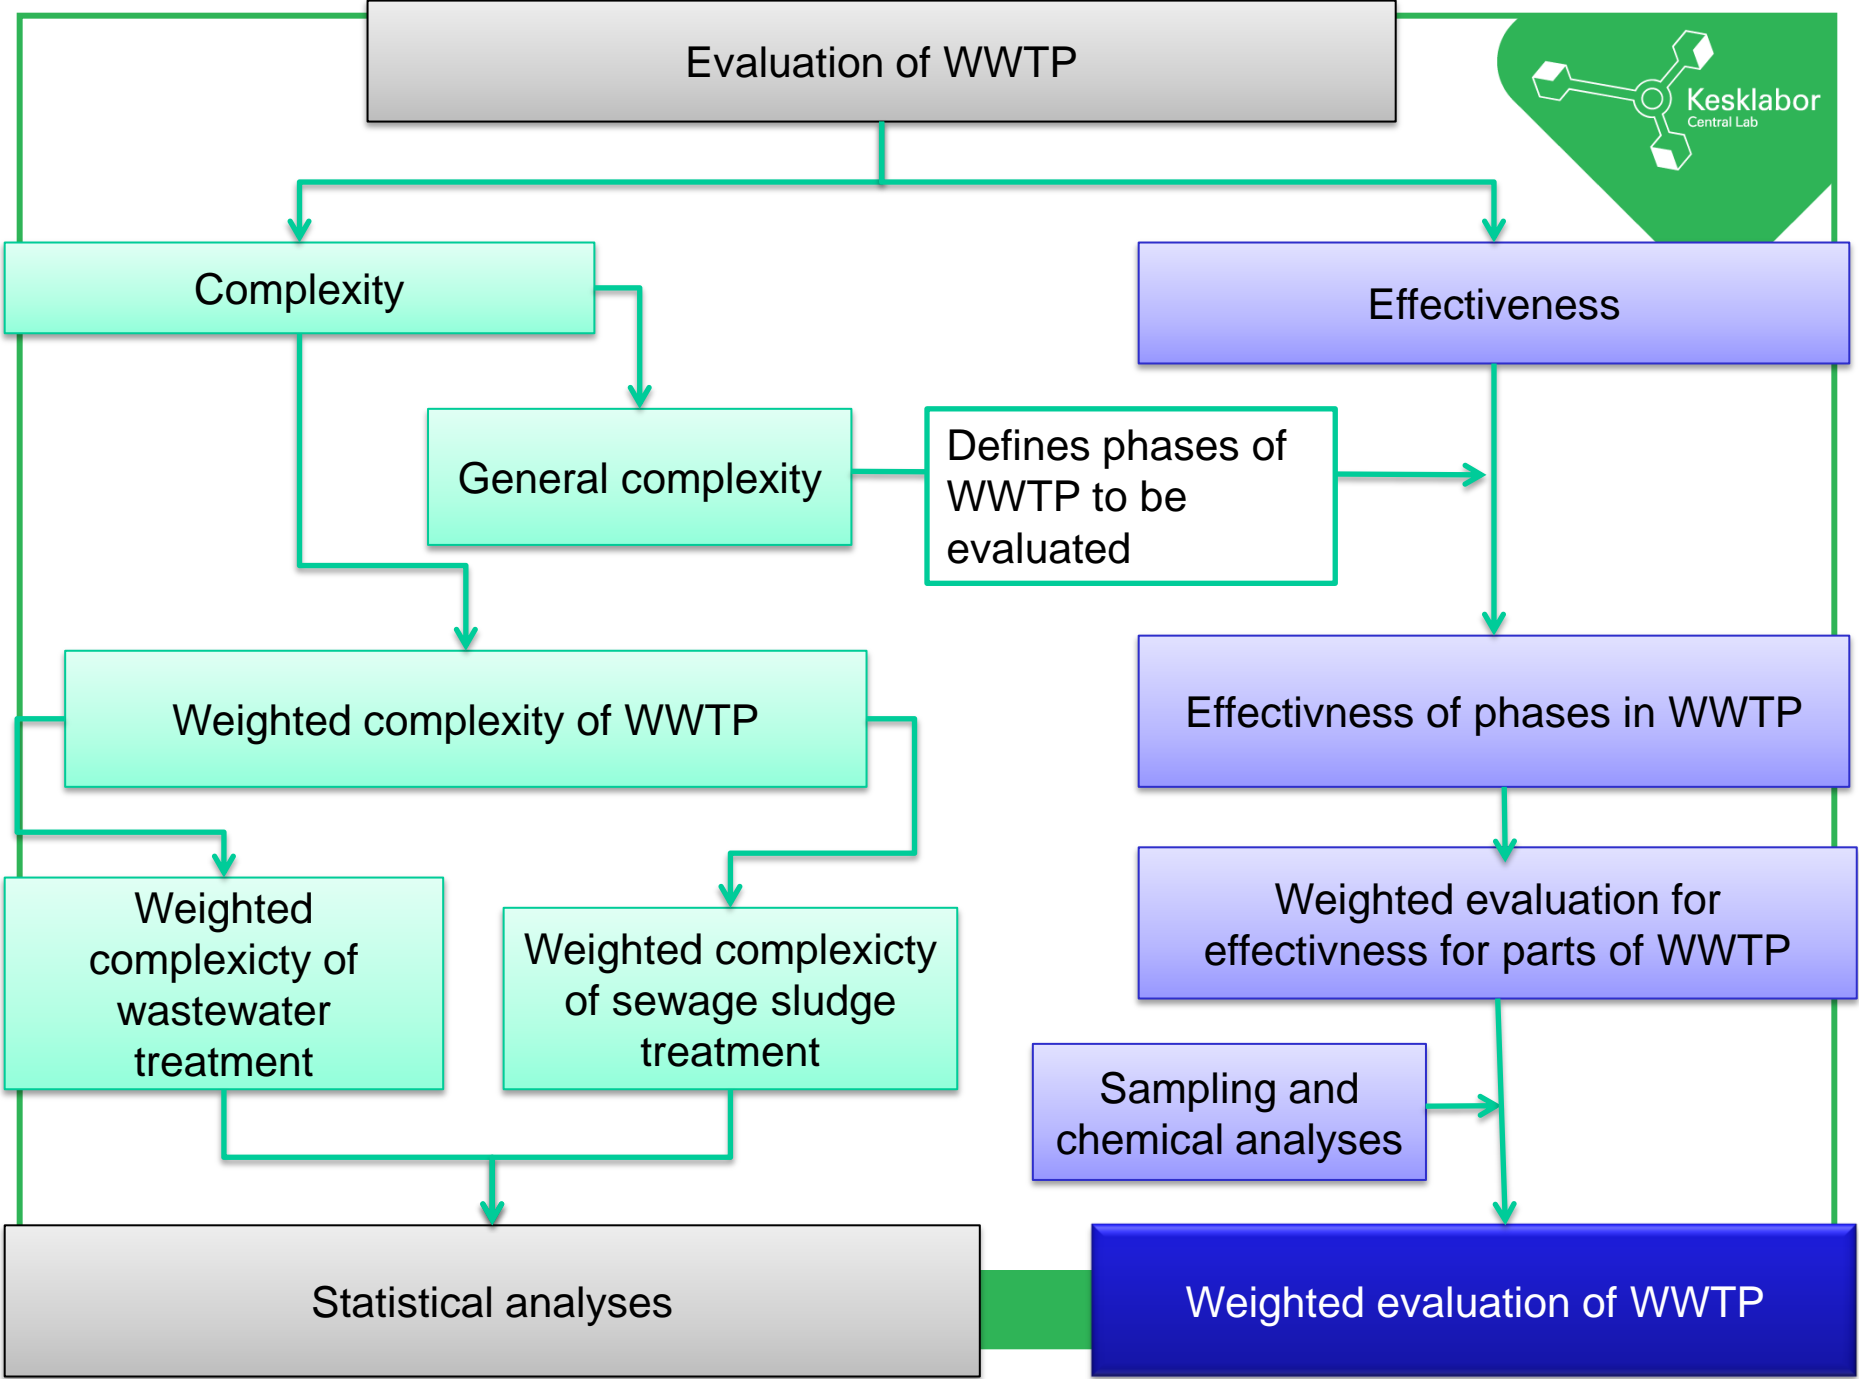 Evaluation of WWTP
Kesklabor
Central Lab
Complexity
Effectiveness
General complexity
Defines phases of
WWTP to be
evaluated
Weighted complexity of WWTP
Effectivness of phases in WWTP
Weighted
complexicty of
wastewater
treatment
Weighted complexicty
of sewage sludge
treatment
Weighted evaluation for
effectivness for parts of WWTP
Sampling and
chemical analyses
Statistical analyses
Weighted evaluation of WWTP